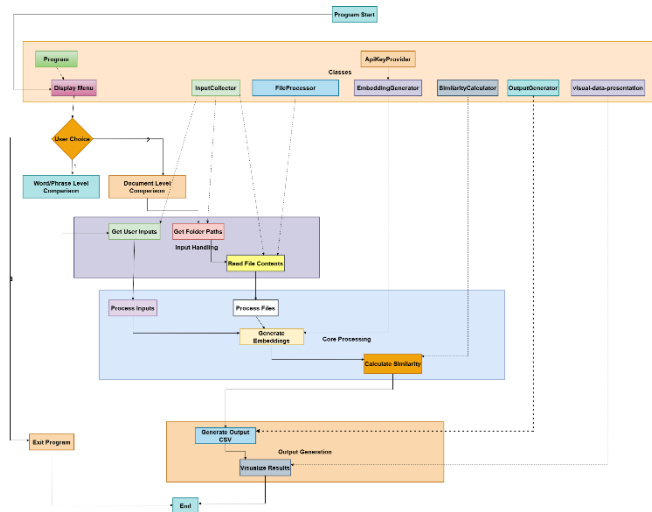 Program Start
Program
ApiKeyProvider
Classes
Display Menu
InputCollector
FileProcessor
EmbeddingGenerator
SimilarityCalculator
OutputGenerator
visual-data-presentation
User Choice
2
1
Word/Phrase Level
Comparison
Document Level
Comparison
Get User Inputs
Get Folder Paths
Input Handling
Read File Contents
Process Inputs
Process Files
Generate
Embeddings
Core Processing
Calculate Similarity
Generate Output
CSV
Exit Program
Output Generation
Visualize Results
End